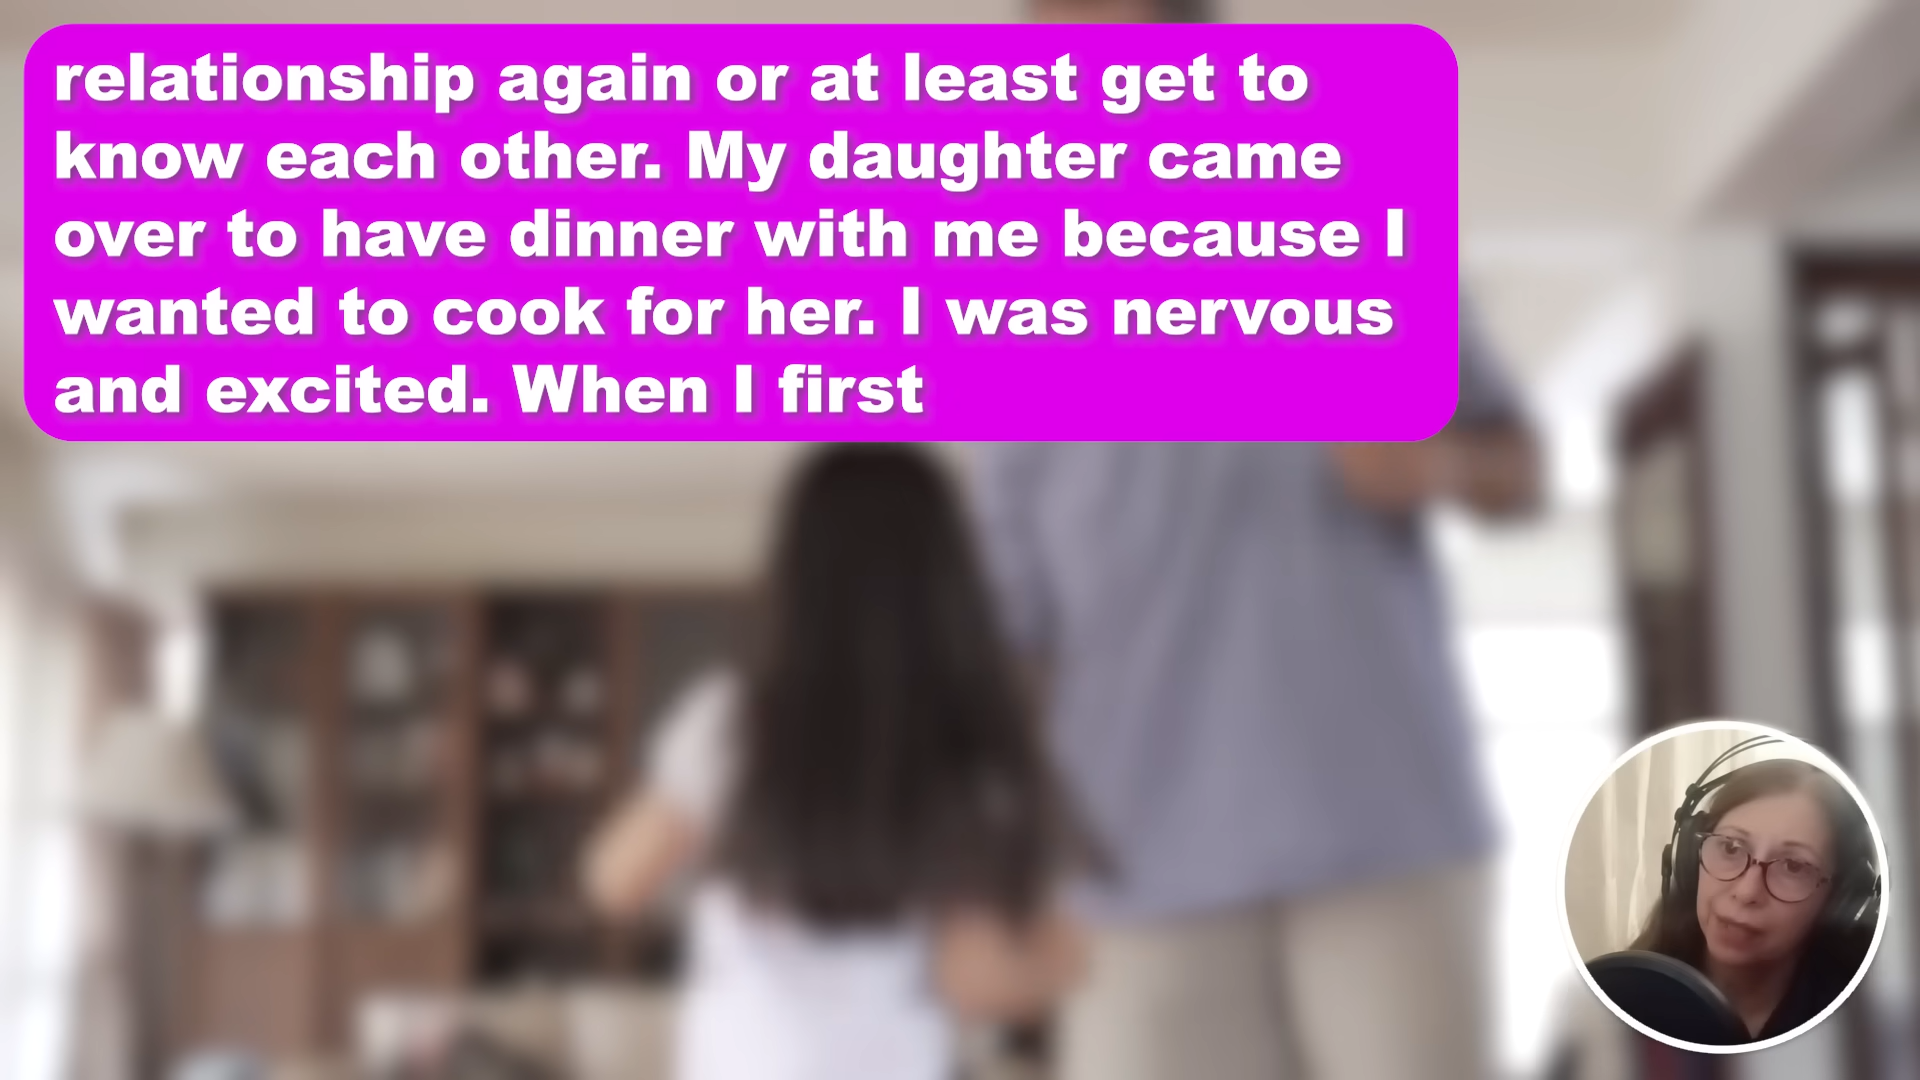 relationship again or at least get to
know each other. My daughter came
over to have dinner with me because I
wanted to cook for her. I was nervous
and excited. When I first